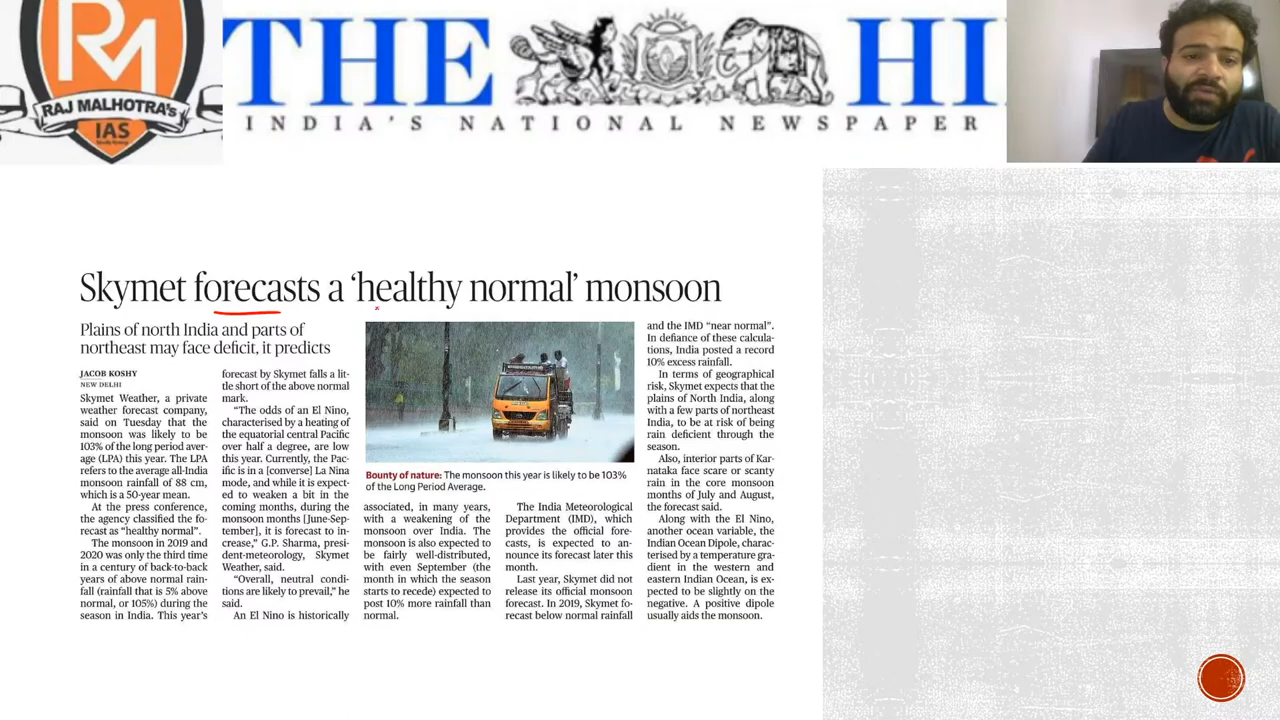 RM
RAJ MALHOTRA's
IAS
THE HI
INDIA'S NATIONAL NEWSPAPER
Skymet forecasts a ‘healthy normal’ monsoon
Plains of north India and parts of
northeast may face deficit, it predicts
JACOB KOSHY
NEW DELHI
Skymet Weather, a private
weather forecast company,
said on Tuesday that the
monsoon was likely to be
103% of the long period aver-
age (LPA) this year. The LPA
refers to the average all-India
monsoon rainfall of 88 cm,
which is a 50-year mean.
At the press conference,
the agency classified the fo-
recast as “healthy normal”.
The monsoon in 2019 and
2020 was only the third time
in a century of back-to-back
years of above normal rain-
fall (rainfall that is 5% above
normal, or 105%) during the
season in India. This year’s
forecast by Skymet falls a lit-
tle short of the above normal
mark.
“The odds of an El Nino,
characterised by a heating of
the equatorial central Pacific
over half a degree, are low
this year. Currently, the Pac-
ific is in a [converse] La Nina
mode, and while it is expect-
ed to weaken a bit in the
coming months, during the
monsoon months [June-Sep-
tember], it is forecast to in-
crease,” G.P. Sharma, presi-
dent-meteorology, Skymet
Weather, said.
“Overall, neutral condi-
tions are likely to prevail,” he
said.
An El Nino is historically
Bounty of nature: The monsoon this year is likely to be 103%
of the Long Period Average.
associated, in many years,
with a weakening of the
monsoon over India. The
monsoon is also expected to
be fairly well-distributed,
with even September (the
month in which the season
starts to recede) expected to
post 10% more rainfall than
normal.
The India Meteorological
Department (IMD), which
provides the official fore-
casts, is expected to an-
nounce its forecast later this
month.
Last year, Skymet did not
release its official monsoon
forecast. In 2019, Skymet fo-
recast below normal rainfall
and the IMD “near normal”.
In defiance of these calcula-
tions, India posted a record
10% excess rainfall.
In terms of geographical
risk, Skymet expects that the
plains of North India, along
with a few parts of northeast
India, to be at risk of being
rain deficient through the
season.
Also, interior parts of Kar-
nataka face scare or scanty
rain in the core monsoon
months of July and August,
the forecast said.
Along with the El Nino,
another ocean variable, the
Indian Ocean Dipole, charac-
terised by a temperature gra-
dient in the western and
eastern Indian Ocean, is ex-
pected to be slightly on the
negative. A positive dipole
usually aids the monsoon.